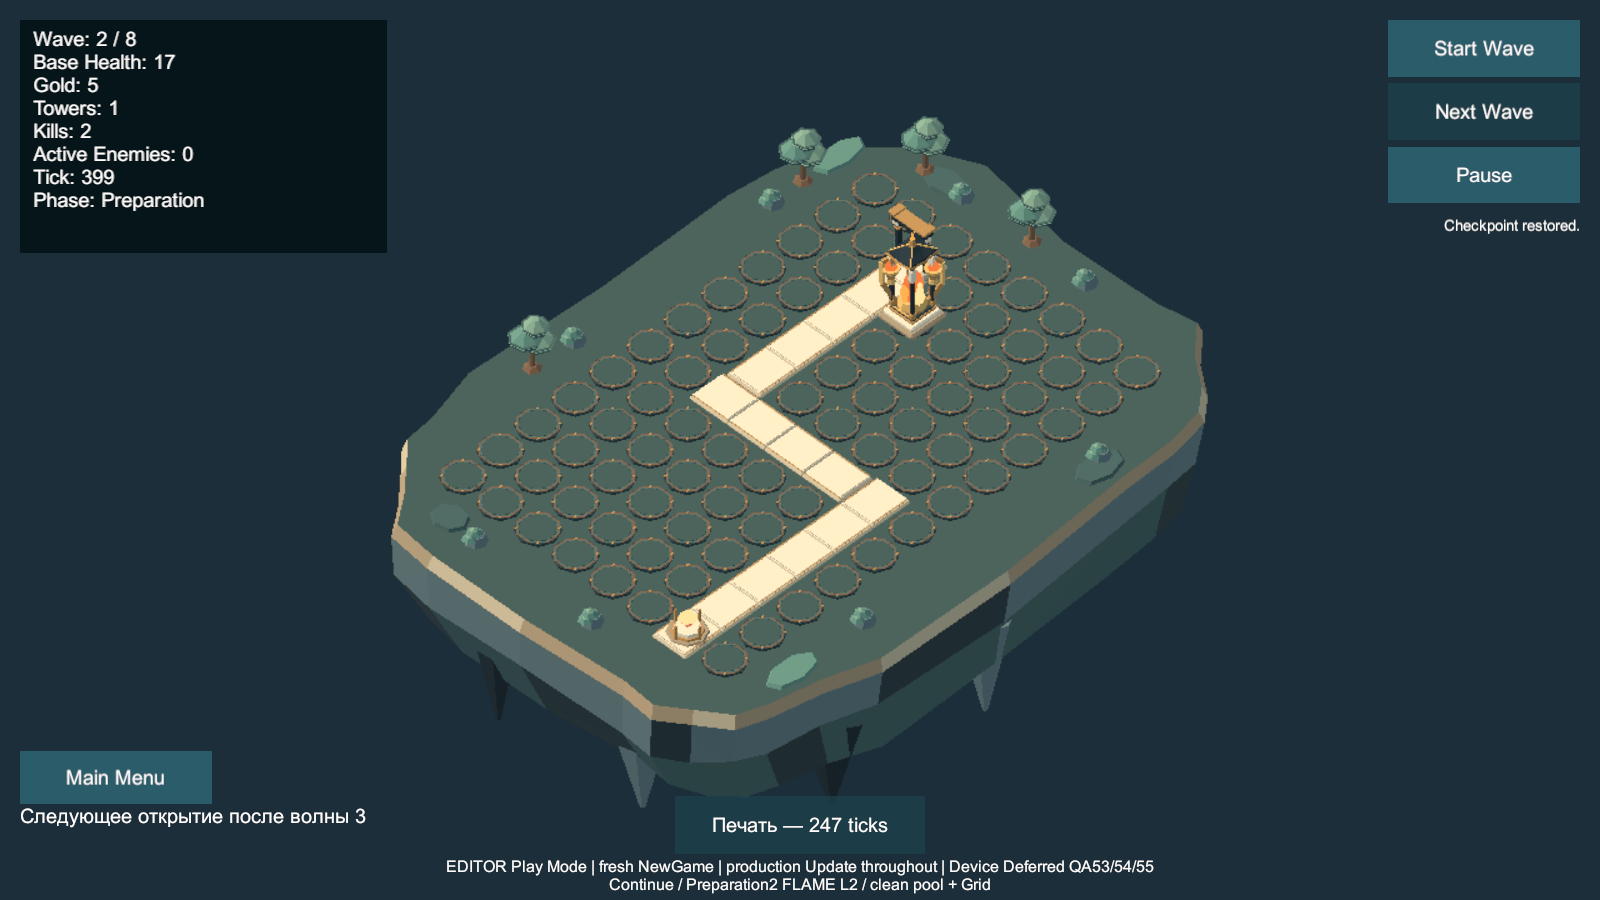 Wave: 2 / 8
Base Health: 17
Gold: 5
Towers: 1
Kills: 2
Active Enemies: 0
Tick: 399
Phase: Preparation
Start Wave
Next Wave
Pause
Checkpoint restored.
Main Menu
Следующее открытие после волны 3
Печать — 247 ticks
EDITOR Play Mode | fresh NewGame | production Update throughout | Device Deferred QA53/54/55
Continue / Preparation2 FLAME L2 / clean pool + Grid